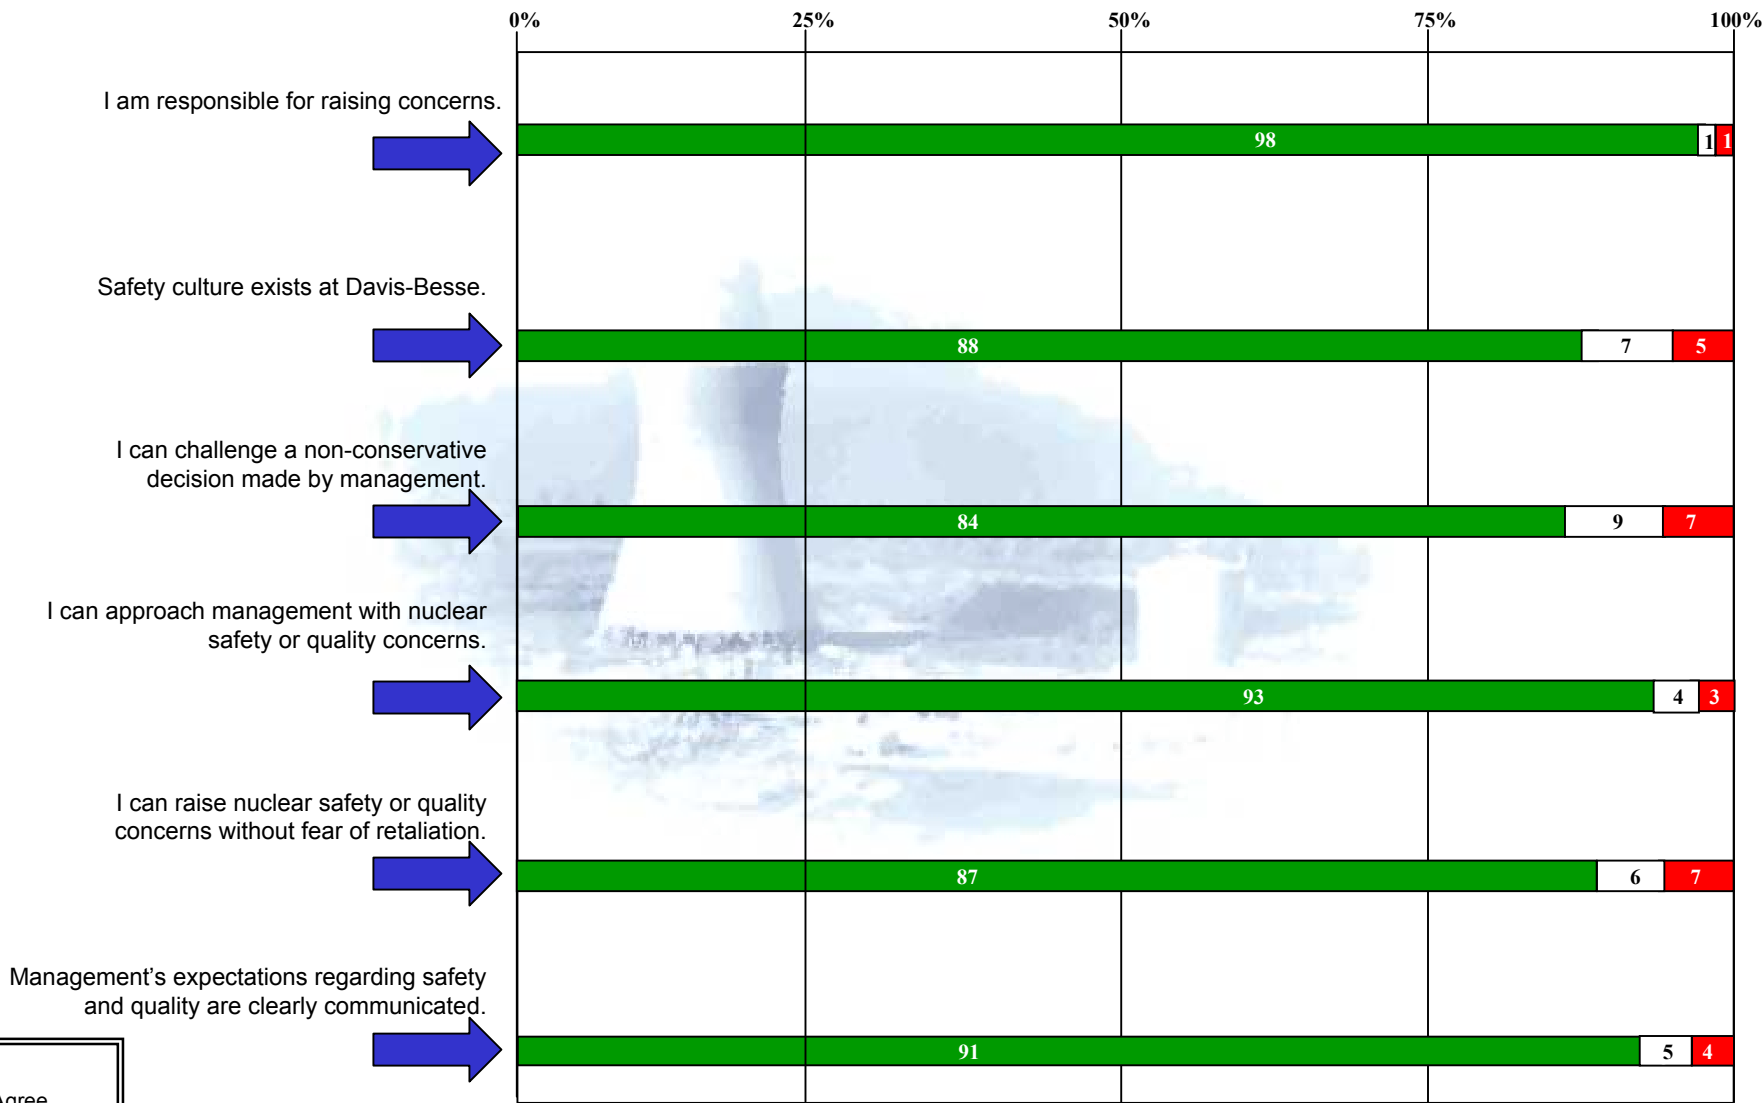 0% 25% 50% 75% 100%
I am responsible for raising concerns.
98 1 1
Safety culture exists at Davis-Besse.
88 7 5
I can challenge a non-conservative
decision made by management.
84 9 7
I can approach management with nuclear
safety or quality concerns.
93 4 3
I can raise nuclear safety or quality
concerns without fear of retaliation.
87 6 7
Management's expectations regarding safety
and quality are clearly communicated.
91 5 4
Agree